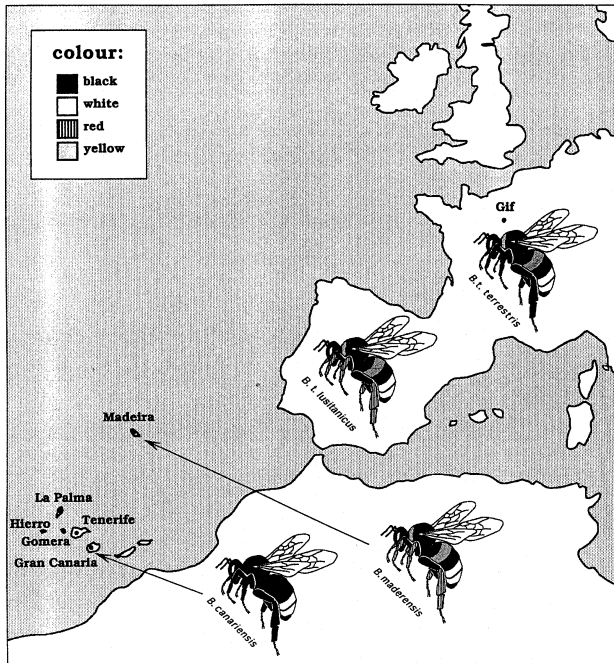 colour:
black
white
red
yellow
Gif
B.t. terrestris
B. t. lusitanicus
Madeira
La Palma
Hierro
Tenerife
Gomera
Gran Canaria
B. canariensis
B. maderensis